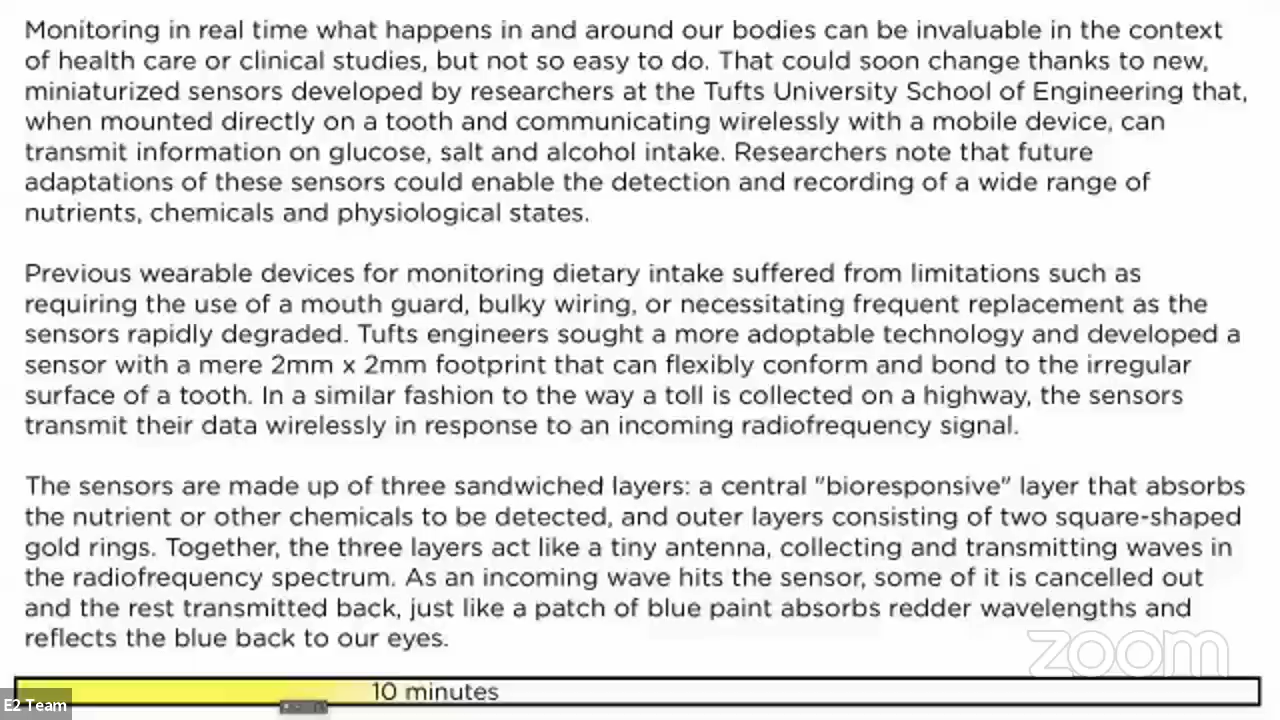 Monitoring in real time what happens in and around our bodies can be invaluable in the context
of health care or clinical studies, but not so easy to do. That could soon change thanks to new,
miniaturized sensors developed by researchers at the Tufts University School of Engineering that,
when mounted directly on a tooth and communicating wirelessly with a mobile device, can
transmit information on glucose, salt and alcohol intake. Researchers note that future
adaptations of these sensors could enable the detection and recording of a wide range of
nutrients, chemicals and physiological states.
Previous wearable devices for monitoring dietary intake suffered from limitations such as
requiring the use of a mouth guard, bulky wiring, or necessitating frequent replacement as the
sensors rapidly degraded. Tufts engineers sought a more adoptable technology and developed a
sensor with a mere 2mm x 2mm footprint that can flexibly conform and bond to the irregular
surface of a tooth. In a similar fashion to the way a toll is collected on a highway, the sensors
transmit their data wirelessly in response to an incoming radiofrequency signal.
The sensors are made up of three sandwiched layers: a central "bioresponsive" layer that absorbs
the nutrient or other chemicals to be detected, and outer layers consisting of two square-shaped
gold rings. Together, the three layers act like a tiny antenna, collecting and transmitting waves in
the radiofrequency spectrum. As an incoming wave hits the sensor, some of it is cancelled out
and the rest transmitted back, just like a patch of blue paint absorbs redder wavelengths and
reflects the blue back to our eyes.
zoom
10 minutes
E2 Team